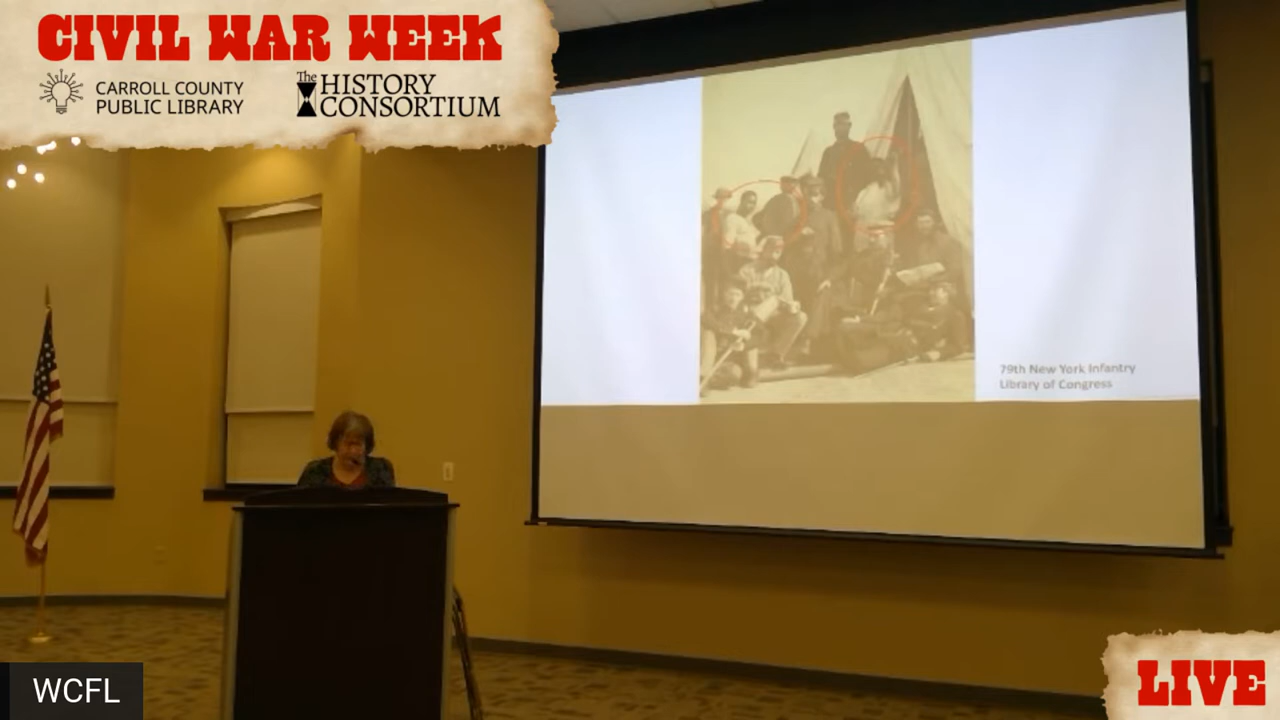 CIVIL WAR WEEK
CARROLL COUNTY
PUBLIC LIBRARY
The HISTORY
CONSORTIUM
79th New York Infantry
Library of Congress
WCFL
LIVE